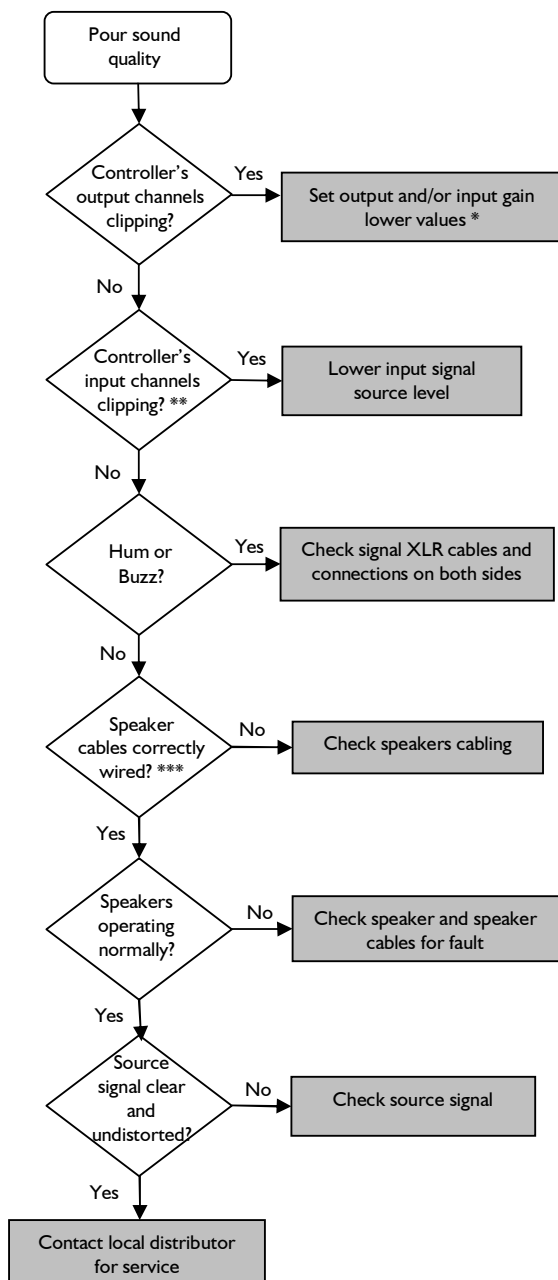 Pour sound
quality
Controller's
output channels
clipping?
Yes
Set output and/or input gain
lower values *
No
Controller's
input channels
clipping? **
Yes
Lower input signal
source level
No
Hum or
Buzz?
Yes
Check signal XLR cables and
connections on both sides
No
Speaker
cables correctly
wired? ***
No
Check speakers cabling
Yes
Speakers
operating
normally?
No
Check speaker and speaker
cables for fault
Yes
Source
signal clear
and
undistorted?
No
Check source signal
Yes
Contact local distributor
for service